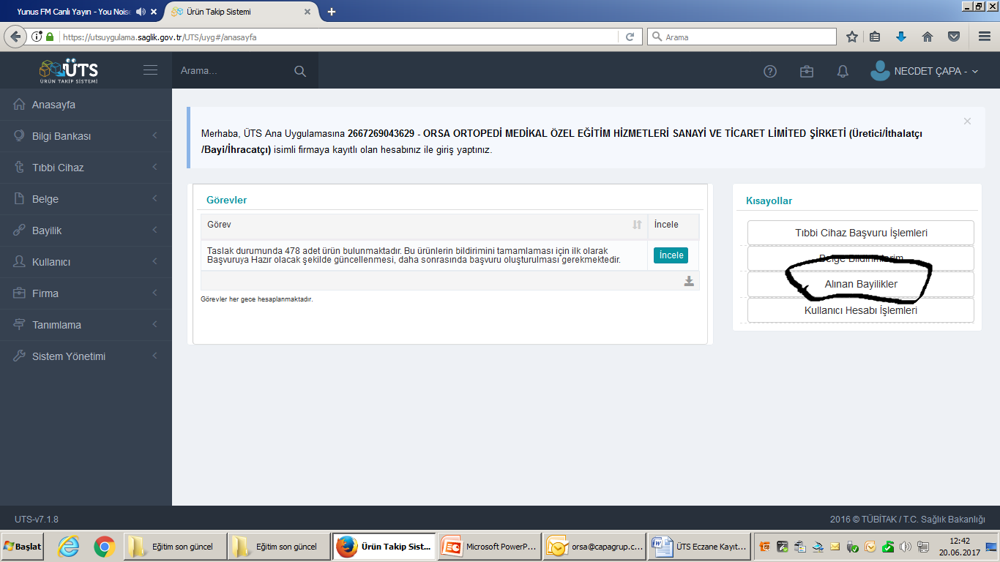 Yunus FM Canlı Yayın - You Nois
Ürün Takip Sistemi
https://utsuygulama.saglik.gov.tr/UTS/uyg#/anasayfa
Arama
ÜTS
ÜRÜN TAKİP SİSTEMİ
Arama...
NECDET ÇAPA -
Anasayfa
Bilgi Bankası
Tıbbi Cihaz
Belge
Bayilik
Kullanıcı
Firma
Tanımlama
Sistem Yönetimi
Merhaba, ÜTS Ana Uygulamasına 2667269043629 - ORSA ORTOPEDİ MEDİKAL ÖZEL EĞİTİM HİZMETLERİ SANAYİ VE TİCARET LİMİTED ŞİRKETİ (Üretici/İthalatçı
/Bayi/İhracatçı) isimli firmaya kayıtlı olan hesabınız ile giriş yaptınız.
Görevler
Görev
İncele
Taslak durumunda 478 adet ürün bulunmaktadır. Bu ürünlerin bildirimini tamamlaması için ilk olarak
Başvuruya Hazır olacak şekilde güncellenmesi, daha sonrasında başvuru oluşturulması gerekmektedir.
İncele
Görevler her gece hesaplanmaktadır.
Kısayollar
Tıbbi Cihaz Başvuru İşlemleri
Belge Bildirimlerim
Alınan Bayilikler
Kullanıcı Hesabı İşlemleri
UTS-v7.1.8
2016 © TÜBİTAK / T.C. Sağlık Bakanlığı
Başlat
Eğitim son güncel
Eğitim son güncel
Ürün Takip Sist...
Microsoft PowerP...
orsa@capagrup.c...
ÜTS Eczane Kayıt...
12:42
20.06.2017